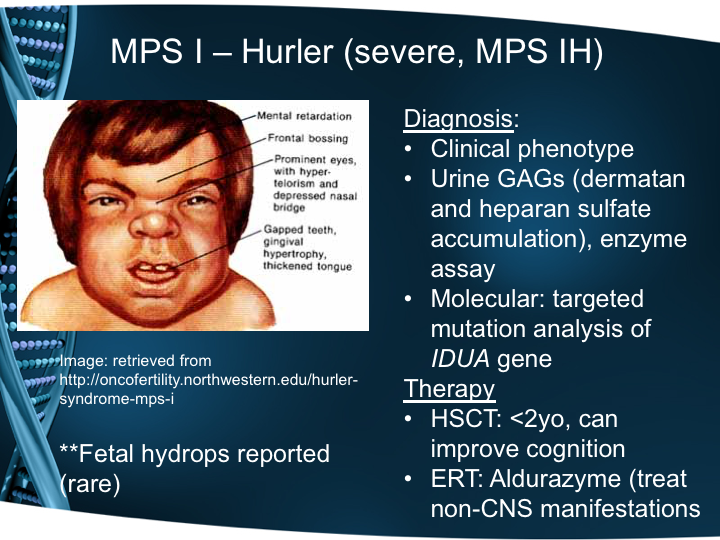 MPS I – Hurler (severe, MPS IH)
Mental retardation
Frontal bossing
Prominent eyes,
with hyper-
telorism and
depressed nasal
bridge
Gapped teeth,
gingival
hypertrophy,
thickened tongue
Image: retrieved from
http://oncofertility.northwestern.edu/hurler-
syndrome-mps-i
**Fetal hydrops reported
(rare)
Diagnosis:
• Clinical phenotype
• Urine GAGs (dermatan
and heparan sulfate
accumulation), enzyme
assay
• Molecular: targeted
mutation analysis of
IDUA gene
Therapy
• HSCT: <2yo, can
improve cognition
• ERT: Aldurazyme (treat
non-CNS manifestations